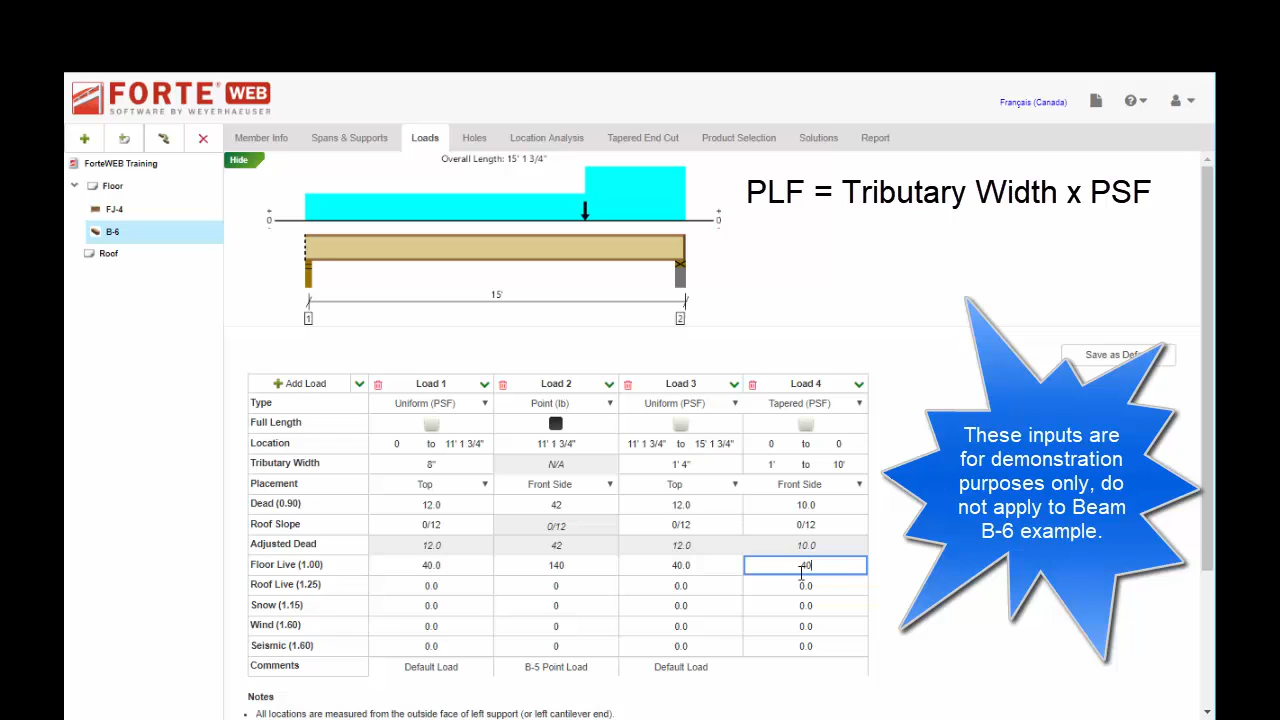 FORTE® WEB
SOFTWARE BY WEYERHAEUSER
Français (Canada)
Member Info Spans & Supports Loads Holes Location Analysis Tapered End Cut Product Selection Solutions Report
ForteWEB Training
Floor
FJ-4
B-6
Roof
Hide
Overall Length: 15' 1 3/4"
PLF = Tributary Width x PSF
+ +
0 0
- -
15'
1 2
Save as Def
Add Load Load 1 Load 2 Load 3 Load 4
Type Uniform (PSF) Point (lb) Uniform (PSF) Tapered (PSF)
Full Length
Location 0 to 11' 1 3/4" 11' 1 3/4" 11' 1 3/4" to 15' 1 3/4" 0 to 0
Tributary Width 8" N/A 1' 4" 1' to 10'
Placement Top Front Side Top Front Side
Dead (0.90) 12.0 42 12.0 10.0
Roof Slope 0/12 0/12 0/12 0/12
Adjusted Dead 12.0 42 12.0 10.0
Floor Live (1.00) 40.0 140 40.0 40
Roof Live (1.25) 0.0 0 0.0 0.0
Snow (1.15) 0.0 0 0.0 0.0
Wind (1.60) 0.0 0 0.0 0.0
Seismic (1.60) 0.0 0 0.0 0.0
Comments Default Load B-5 Point Load Default Load
These inputs are
for demonstration
purposes only, do
not apply to Beam
B-6 example.
Notes
• All locations are measured from the outside face of left support (or left cantilever end).